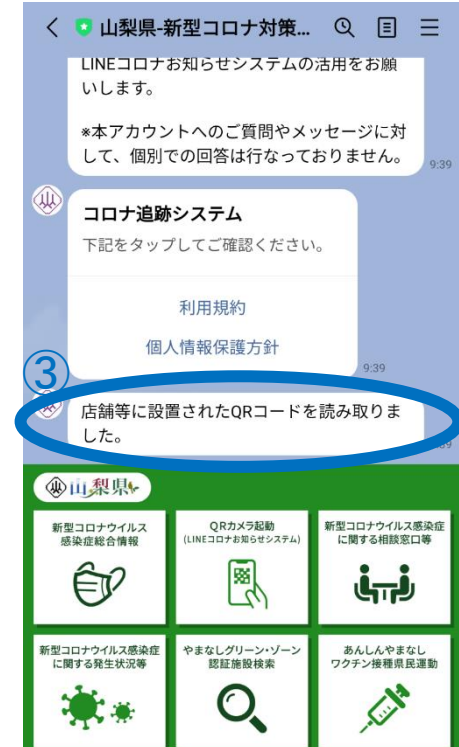 山梨県-新型コロナ対策...
LINEコロナお知らせシステムの活用をお願
いします。
*本アカウントへのご質問やメッセージに対
して、個別での回答は行なっておりません。
9:39
コロナ追跡システム
下記をタップしてご確認ください。
利用規約
個人情報保護方針
9:39
③
店舗等に設置されたQRコードを読み取りま
した。
山梨県
新型コロナウイルス
感染症総合情報
QRカメラ起動
(LINEコロナお知らせシステム)
新型コロナウイルス感染症
に関する相談窓口等
新型コロナウイルス感染症
に関する発生状況等
やまなしグリーン・ゾーン
認証施設検索
あんしんやまなし
ワクチン接種県民運動